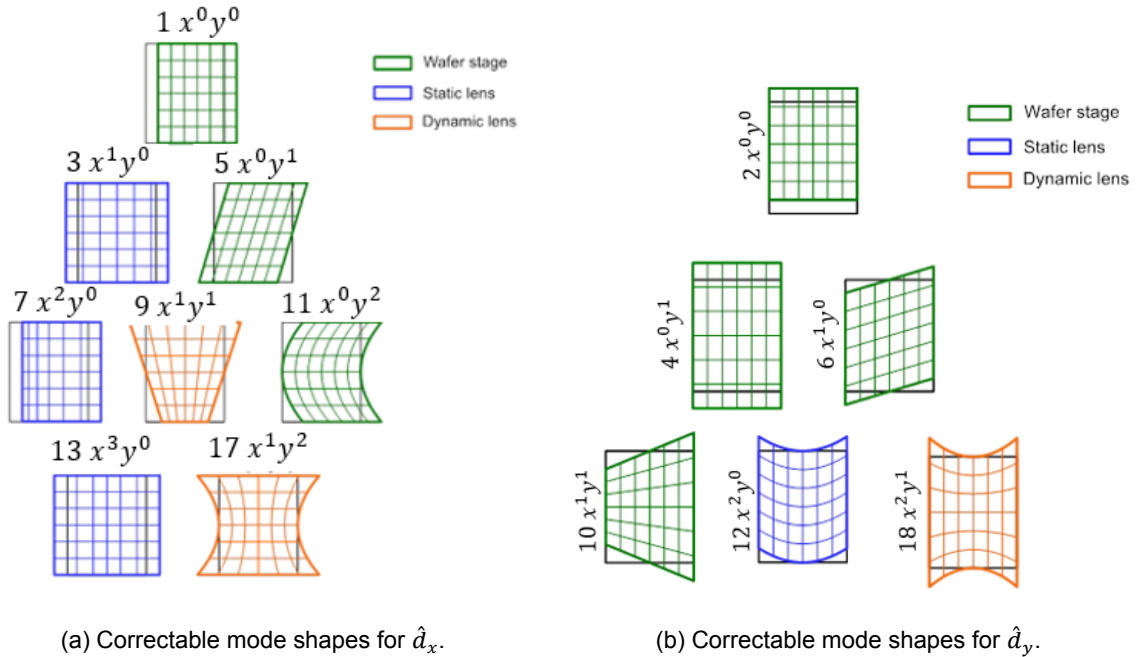 1 x⁰y⁰
Wafer stage
Static lens
Dynamic lens
3 x¹y⁰
5 x⁰y¹
7 x²y⁰
9 x¹y¹
11 x⁰y²
13 x³y⁰
17 x¹y²
(a) Correctable mode shapes for d̂ₓ.
2 x⁰y⁰
Wafer stage
Static lens
Dynamic lens
4 x⁰y¹
6 x¹y⁰
10 x¹y¹
12 x²y⁰
18 x²y¹
(b) Correctable mode shapes for d̂_y.